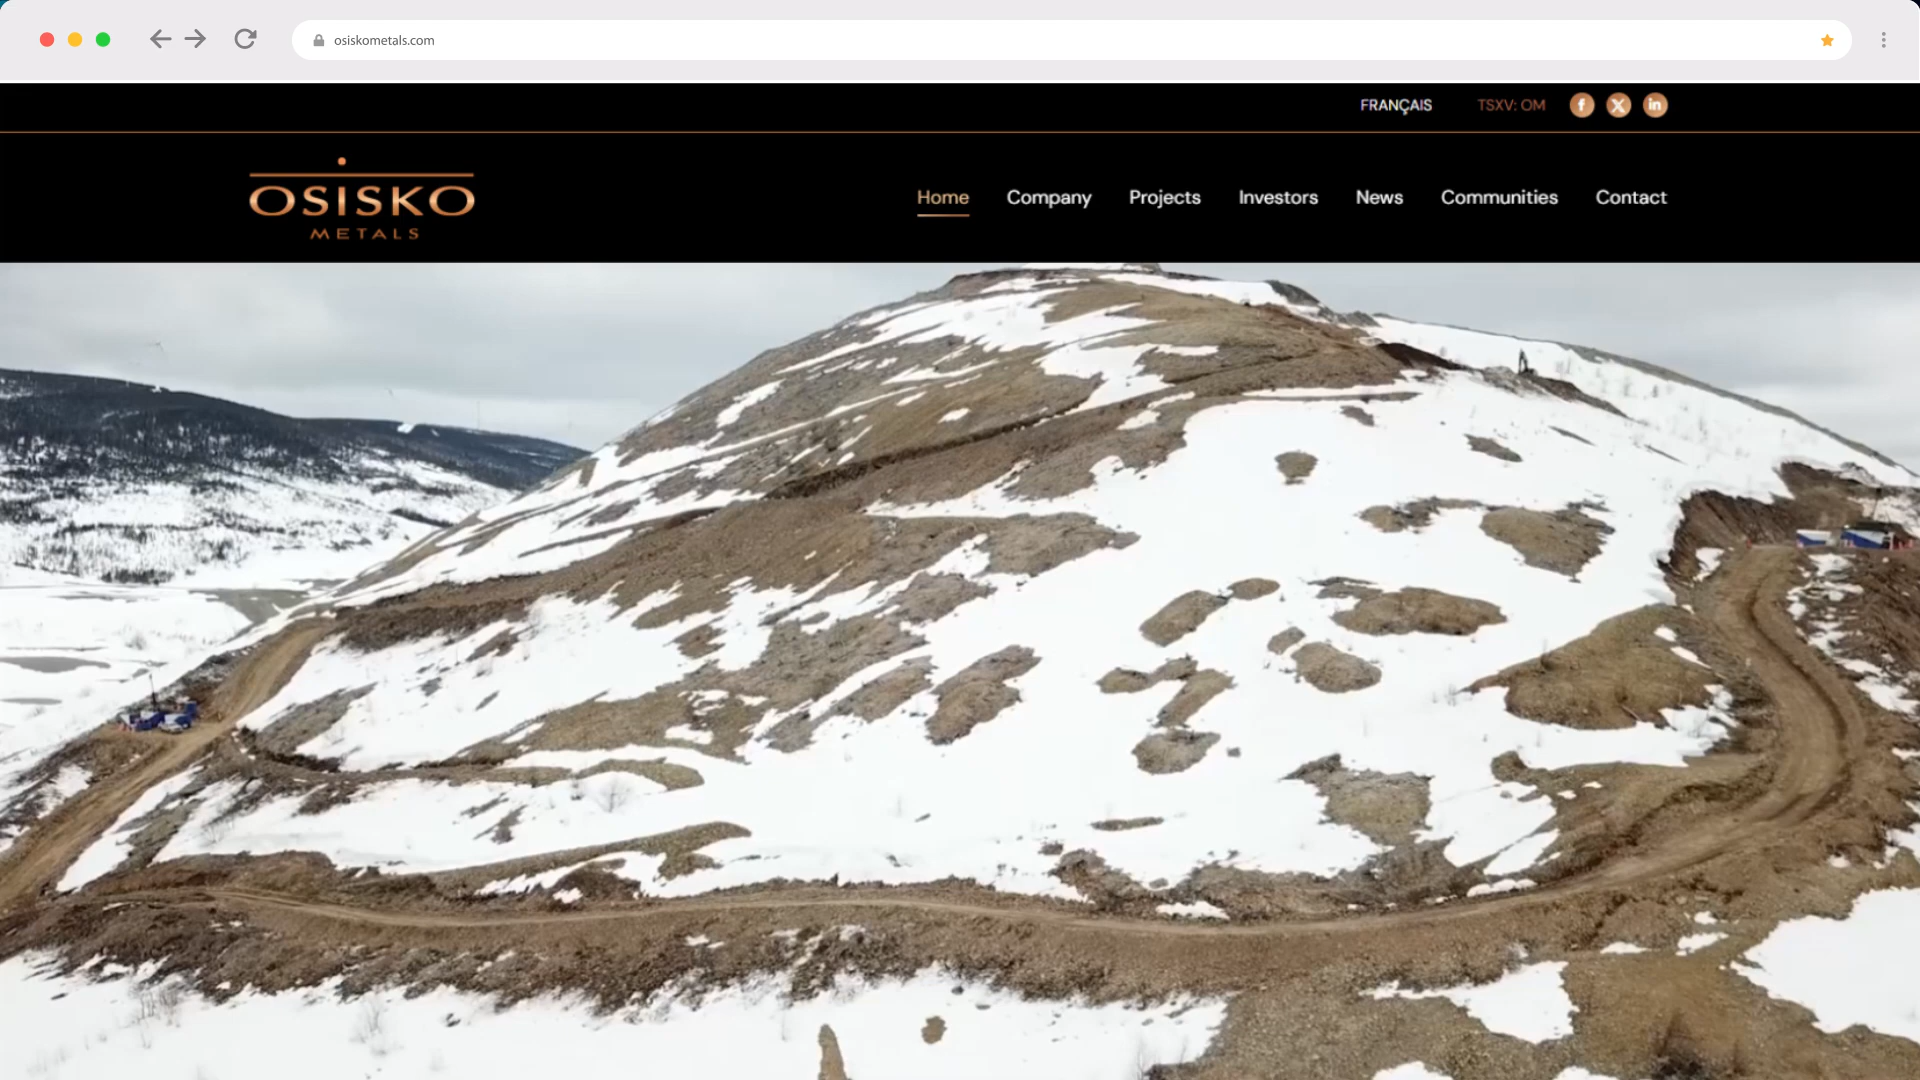 osiskometals.com
FRANÇAIS TSXV: OM
OSISKO
METALS
Home Company Projects Investors News Communities Contact